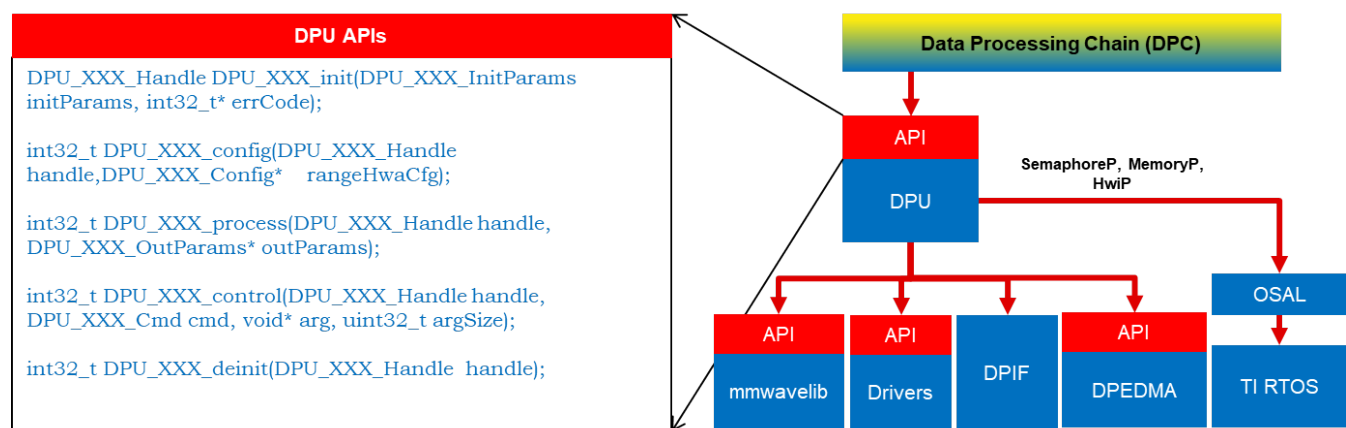 DPU APIs
DPU_XXX_Handle DPU_XXX_init(DPU_XXX_InitParams
initParams, int32_t* errCode);
int32_t DPU_XXX_config(DPU_XXX_Handle
handle,DPU_XXX_Config* rangeHwaCfg);
int32_t DPU_XXX_process(DPU_XXX_Handle handle,
DPU_XXX_OutParams* outParams);
int32_t DPU_XXX_control(DPU_XXX_Handle handle,
DPU_XXX_Cmd cmd, void* arg, uint32_t argSize);
int32_t DPU_XXX_deinit(DPU_XXX_Handle handle);
Data Processing Chain (DPC)
API
DPU
SemaphoreP, MemoryP,
HwiP
OSAL
TI RTOS
API
mmwavelib
API
Drivers
DPIF
API
DPEDMA